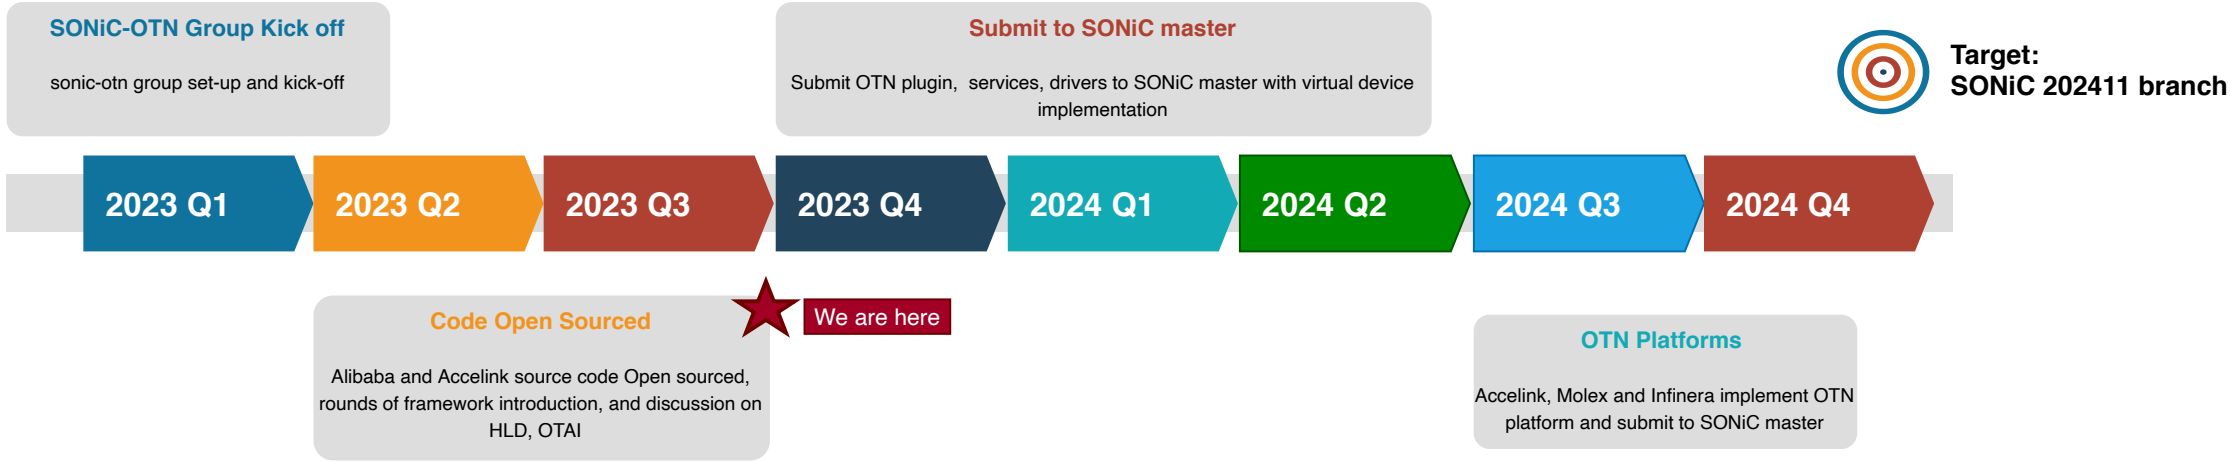 SONiC-OTN Group Kick off
sonic-otn group set-up and kick-off
Submit to SONiC master
Submit OTN plugin, services, drivers to SONiC master with virtual device
implementation
Target:
SONiC 202411 branch
2023 Q1
2023 Q2
2023 Q3
2023 Q4
2024 Q1
2024 Q2
2024 Q3
2024 Q4
Code Open Sourced
Alibaba and Accelink source code Open sourced,
rounds of framework introduction, and discussion on
HLD, OTAI
We are here
OTN Platforms
Accelink, Molex and Infinera implement OTN
platform and submit to SONiC master